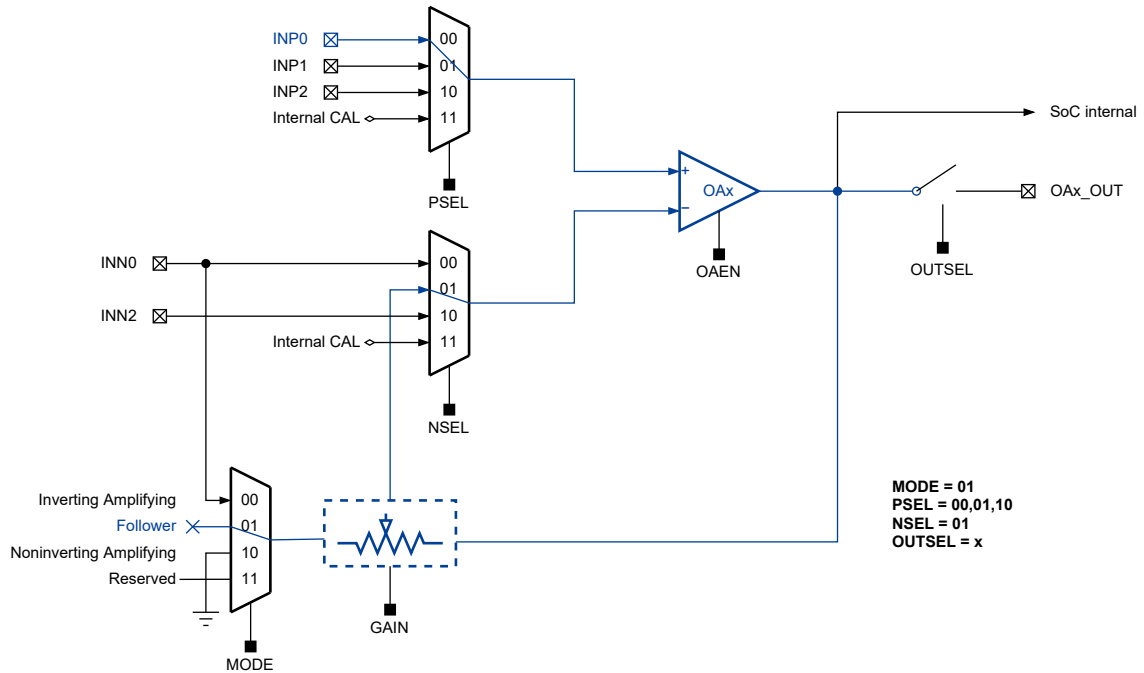 INP0
00
INP1
01
INP2
10
Internal CAL
11
PSEL
SoC internal
+
OAx
−
OAx_OUT
OAEN
OUTSEL
INN0
00
01
INN2
10
Internal CAL
11
NSEL
Inverting Amplifying
00
Follower
01
Noninverting Amplifying
10
Reserved
11
MODE
GAIN
MODE = 01
PSEL = 00,01,10
NSEL = 01
OUTSEL = x